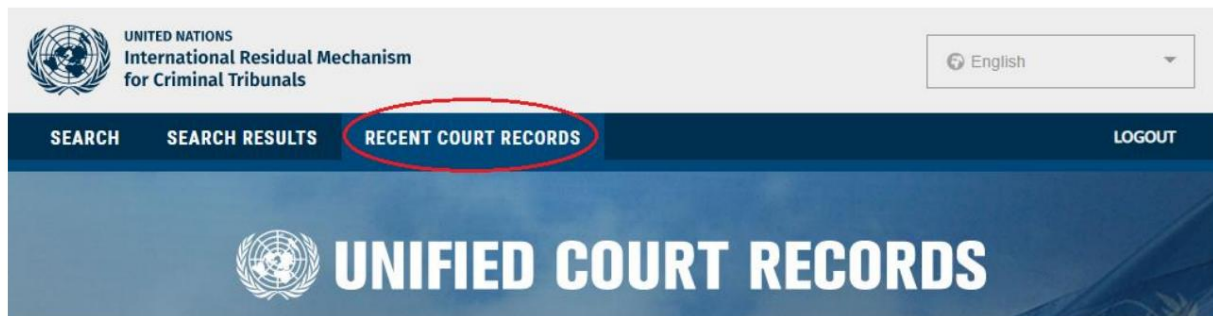 UNITED NATIONS
International Residual Mechanism
for Criminal Tribunals
English
SEARCH SEARCH RESULTS RECENT COURT RECORDS LOGOUT
UNIFIED COURT RECORDS